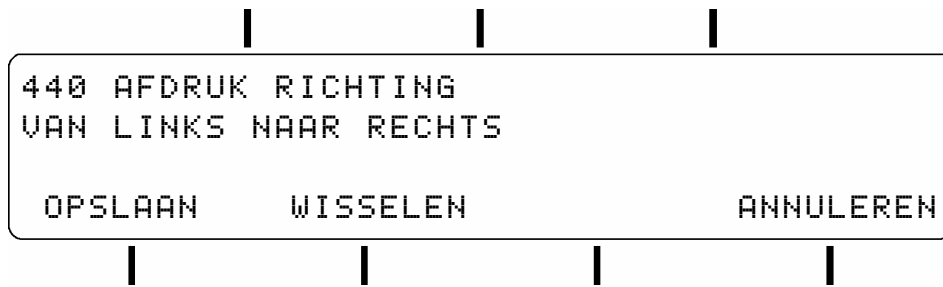 440 AFDRUK RICHTING
VAN LINKS NAAR RECHTS
OPSLAAN WISSELEN ANNULEREN